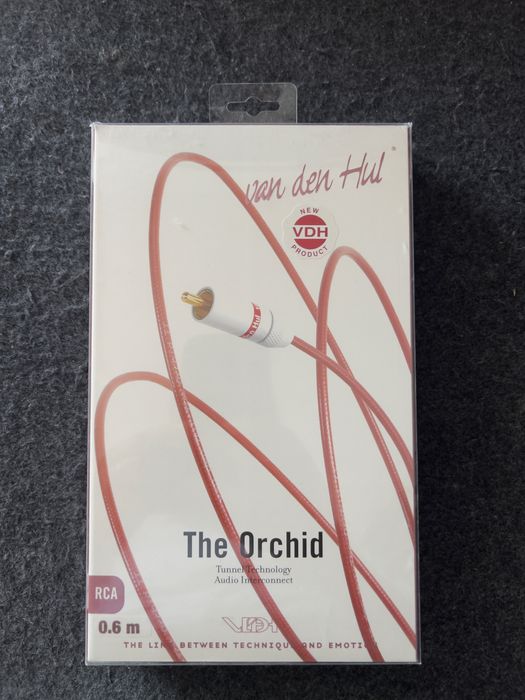 van den Hul®
NEW
VDH
PRODUCT
The Orchid
Tunnel Technology
Audio Interconnect
RCA
0.6 m
THE LINK BETWEEN TECHNIQUE AND EMOTION